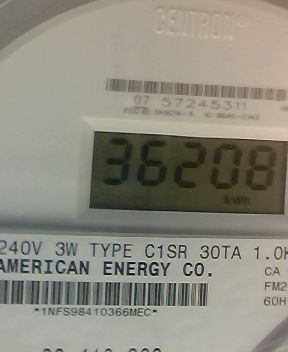 CENTRON®
07 57245311
36208
kWh
240V 3W TYPE C1SR 30TA 1.0K
AMERICAN ENERGY CO.
CA
FM2
60H
*1NFS98410366MEC*